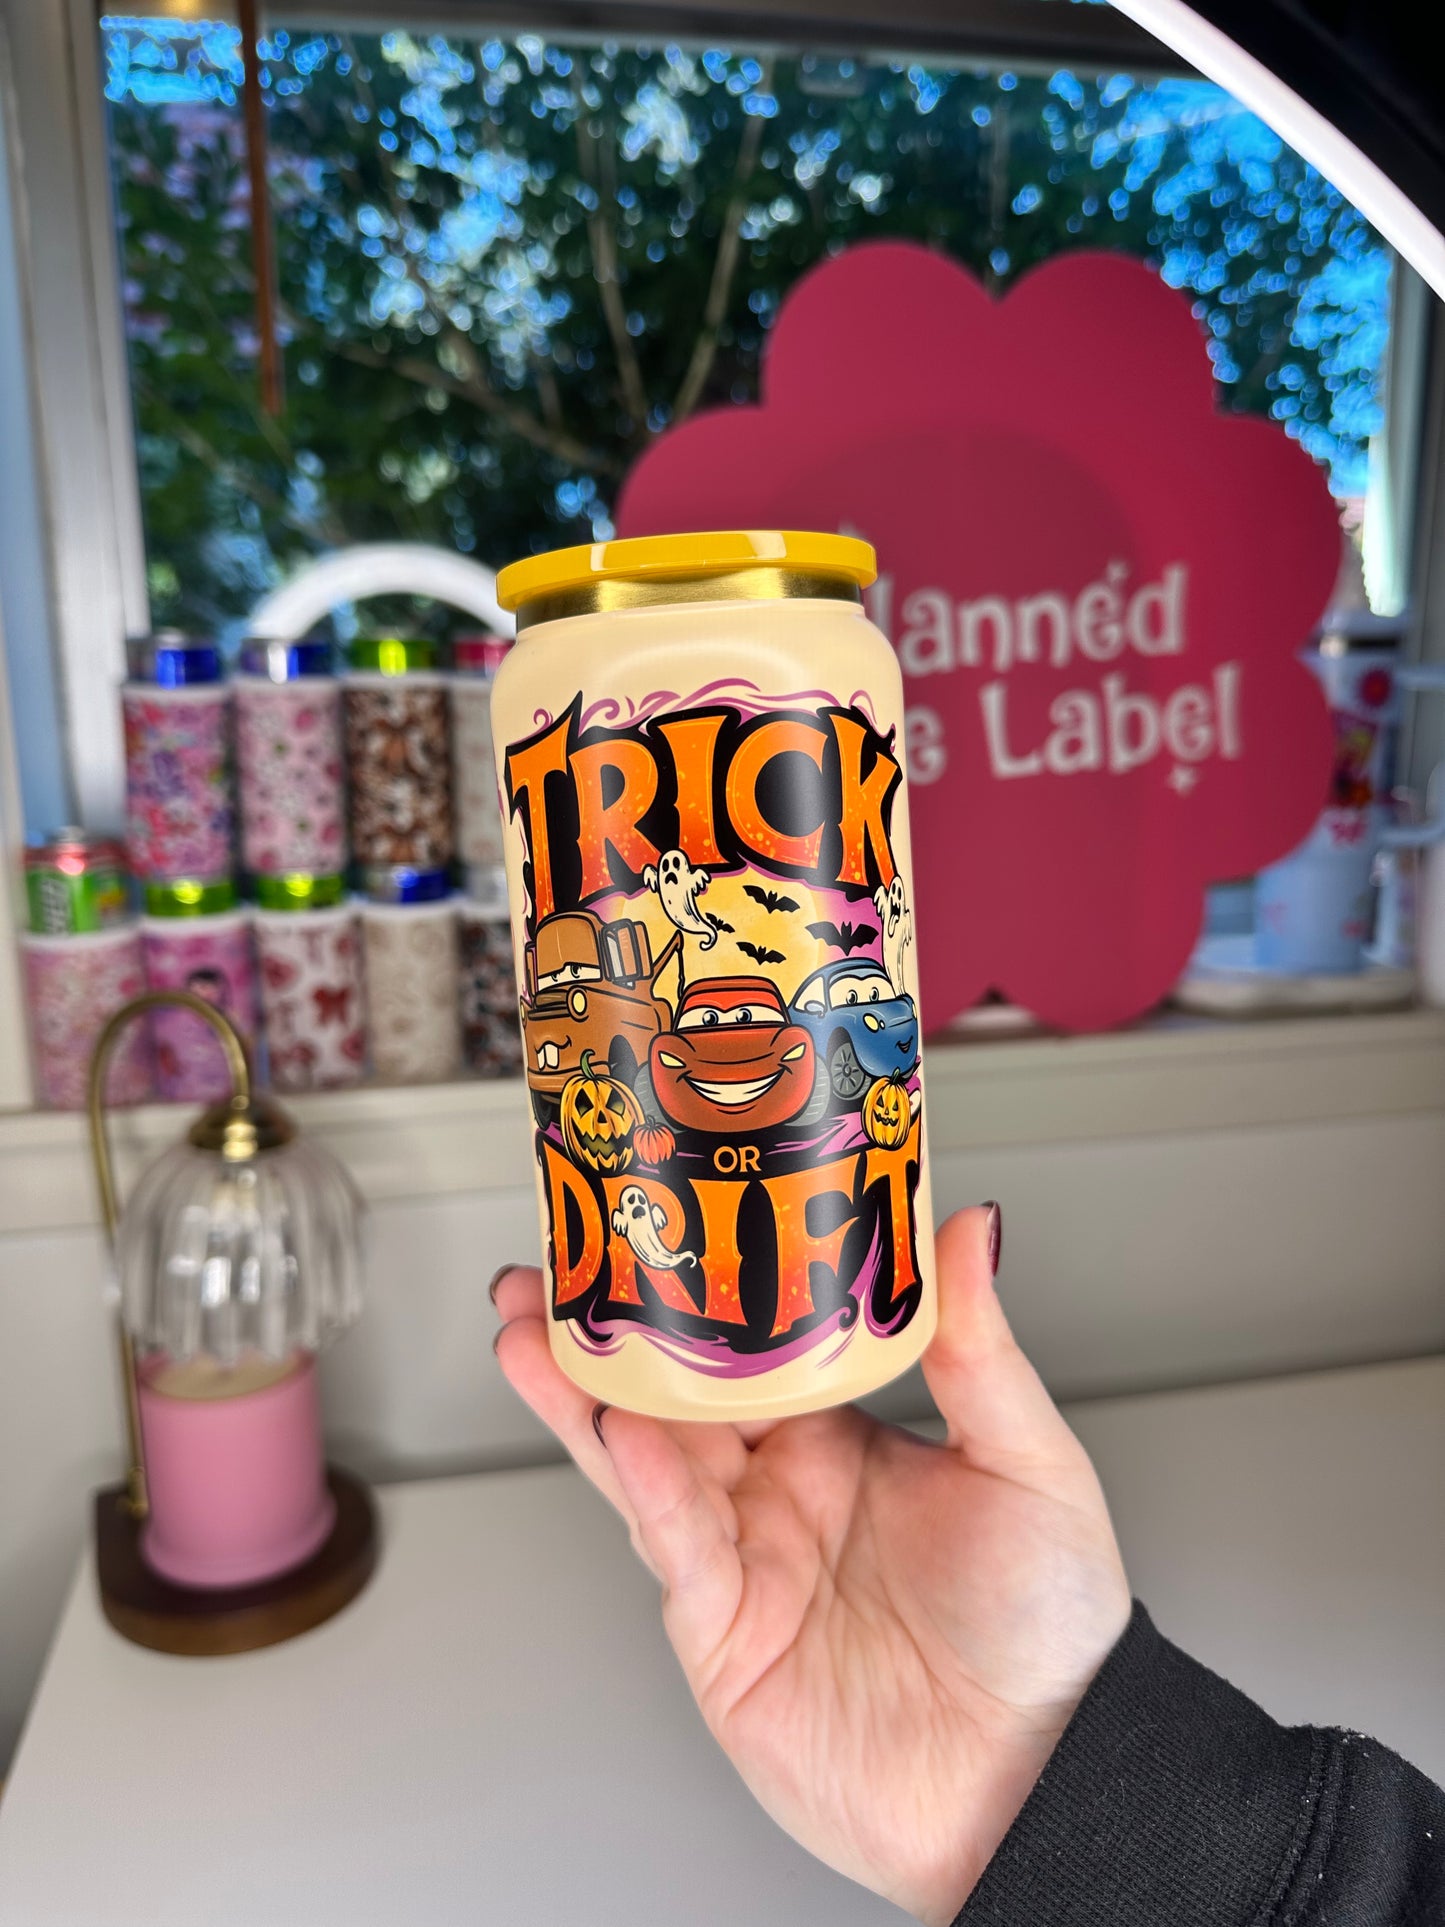 TRICK
OR
DRIFT
lanned
e Label